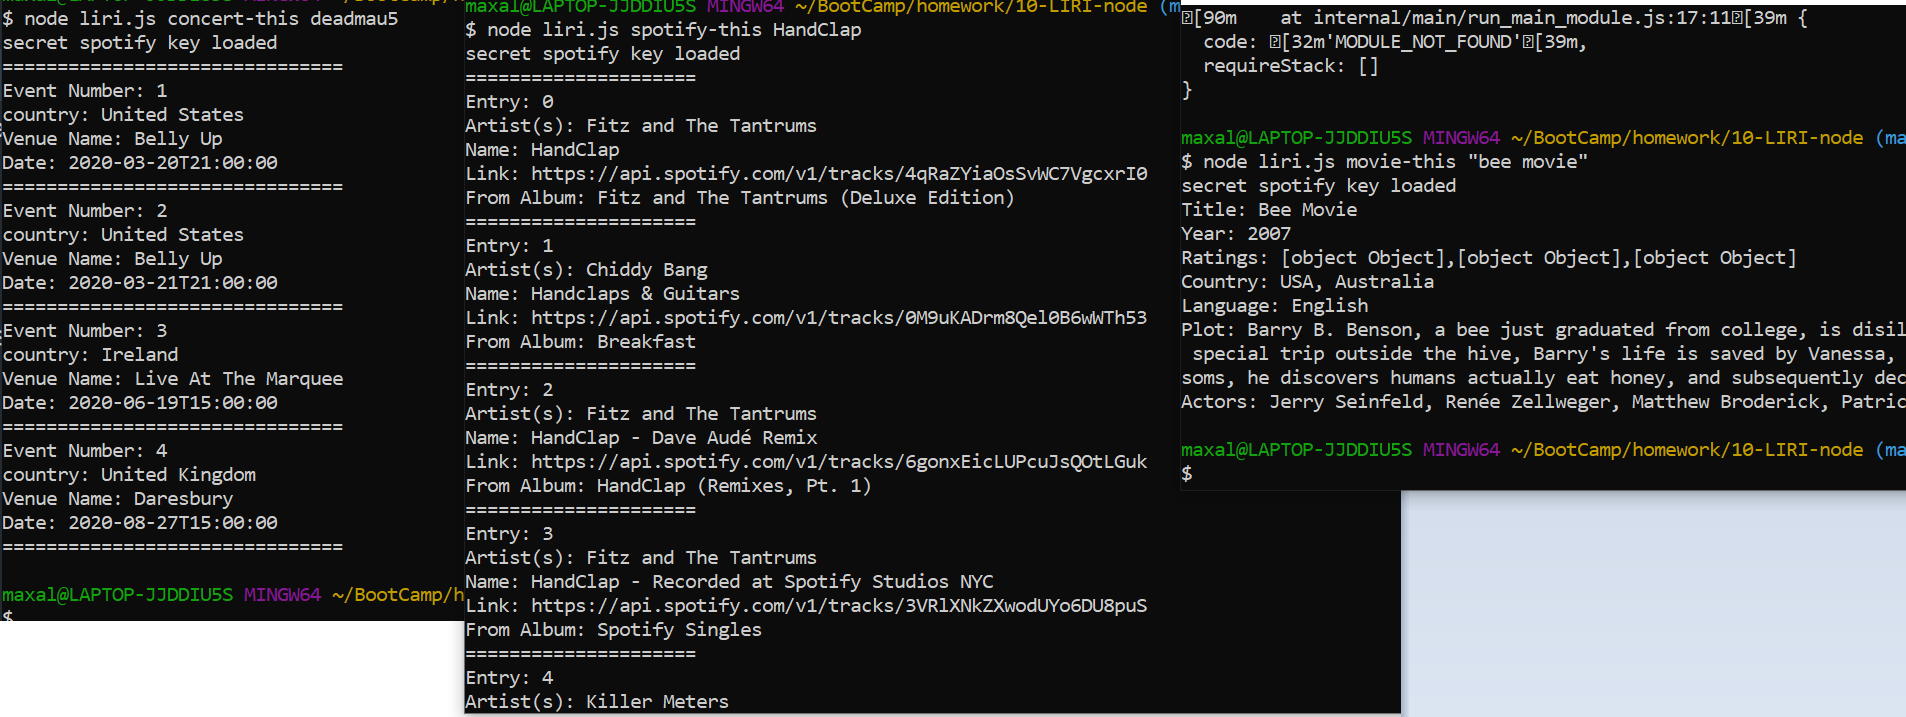 $ node liri.js concert-this deadmau5
secret spotify key loaded
===============================
Event Number: 1
country: United States
Venue Name: Belly Up
Date: 2020-03-20T21:00:00
===============================
Event Number: 2
country: United States
Venue Name: Belly Up
Date: 2020-03-21T21:00:00
===============================
Event Number: 3
country: Ireland
Venue Name: Live At The Marquee
Date: 2020-06-19T15:00:00
===============================
Event Number: 4
country: United Kingdom
Venue Name: Daresbury
Date: 2020-08-27T15:00:00
===============================
maxal@LAPTOP-JJDDIU5S MINGW64 ~/BootCamp/h
$
maxal@LAPTOP-JJDDIU5S MINGW64 ~/BootCamp/homework/10-LIRI-node (m
$ node liri.js spotify-this HandClap
secret spotify key loaded
=====================
Entry: 0
Artist(s): Fitz and The Tantrums
Name: HandClap
Link: https://api.spotify.com/v1/tracks/4qRaZYiaOsSvWC7VgcxrI0
From Album: Fitz and The Tantrums (Deluxe Edition)
=====================
Entry: 1
Artist(s): Chiddy Bang
Name: Handclaps & Guitars
Link: https://api.spotify.com/v1/tracks/0M9uKADrm8Qel0B6wWTh53
From Album: Breakfast
=====================
Entry: 2
Artist(s): Fitz and The Tantrums
Name: HandClap - Dave Audé Remix
Link: https://api.spotify.com/v1/tracks/6gonxEicLUPcuJsQOtLGuk
From Album: HandClap (Remixes, Pt. 1)
=====================
Entry: 3
Artist(s): Fitz and The Tantrums
Name: HandClap - Recorded at Spotify Studios NYC
Link: https://api.spotify.com/v1/tracks/3VRlXNkZXwodUYo6DU8puS
From Album: Spotify Singles
=====================
Entry: 4
Artist(s): Killer Meters
[90m    at internal/main/run_main_module.js:17:11[39m {
  code: [32m'MODULE_NOT_FOUND'[39m,
  requireStack: []
}
maxal@LAPTOP-JJDDIU5S MINGW64 ~/BootCamp/homework/10-LIRI-node (ma
$ node liri.js movie-this "bee movie"
secret spotify key loaded
Title: Bee Movie
Year: 2007
Ratings: [object Object],[object Object],[object Object]
Country: USA, Australia
Language: English
Plot: Barry B. Benson, a bee just graduated from college, is disil
 special trip outside the hive, Barry's life is saved by Vanessa,
soms, he discovers humans actually eat honey, and subsequently dec
Actors: Jerry Seinfeld, Renée Zellweger, Matthew Broderick, Patric
maxal@LAPTOP-JJDDIU5S MINGW64 ~/BootCamp/homework/10-LIRI-node (ma
$